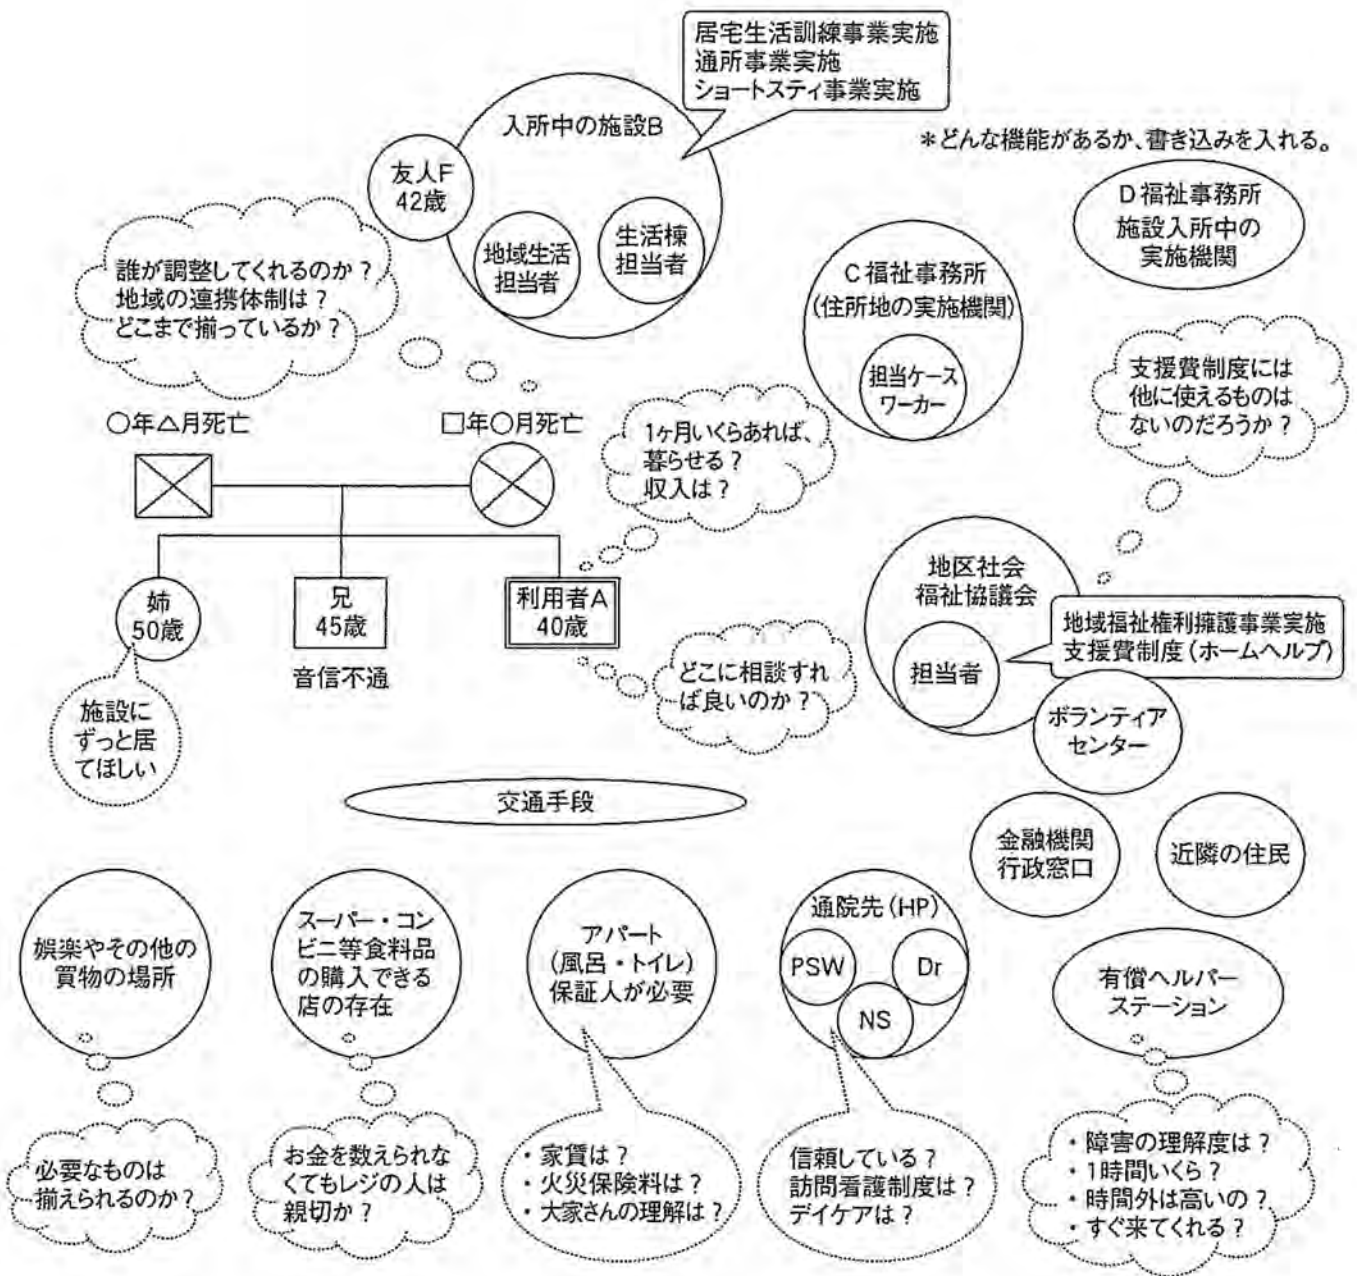 居宅生活訓練事業実施
通所事業実施
ショートスティ事業実施
入所中の施設B
*どんな機能があるか、書き込みを入れる。
友人F
42歳
地域生活
担当者
生活棟
担当者
D福祉事務所
施設入所中の
実施機関
誰が調整してくれるのか?
地域の連携体制は?
どこまで揃っているか?
C福祉事務所
(住所地の実施機関)
担当ケース
ワーカー
支援費制度には
他に使えるものは
ないのだろうか?
○年△月死亡
□年○月死亡
1ヶ月いくらあれば、
暮らせる?
収入は?
姉
50歳
兄
45歳
利用者A
40歳
音信不通
施設に
ずっと居
てほしい
どこに相談すれ
ば良いのか?
地区社会
福祉協議会
担当者
地域福祉権利擁護事業実施
支援費制度(ホームヘルプ)
ボランティア
センター
交通手段
金融機関
行政窓口
近隣の住民
娯楽やその他の
買物の場所
スーパー・コン
ビニ等食料品
の購入できる
店の存在
アパート
(風呂・トイレ)
保証人が必要
通院先(HP)
PSW
Dr
NS
有償ヘルパー
ステーション
必要なものは
揃えられるのか?
お金を数えられな
くてもレジの人は
親切か?
・家賃は?
・火災保険料は?
・大家さんの理解は?
信頼している?
訪問看護制度は?
デイケアは?
・障害の理解度は?
・1時間いくら?
・時間外は高いの?
・すぐ来てくれる?